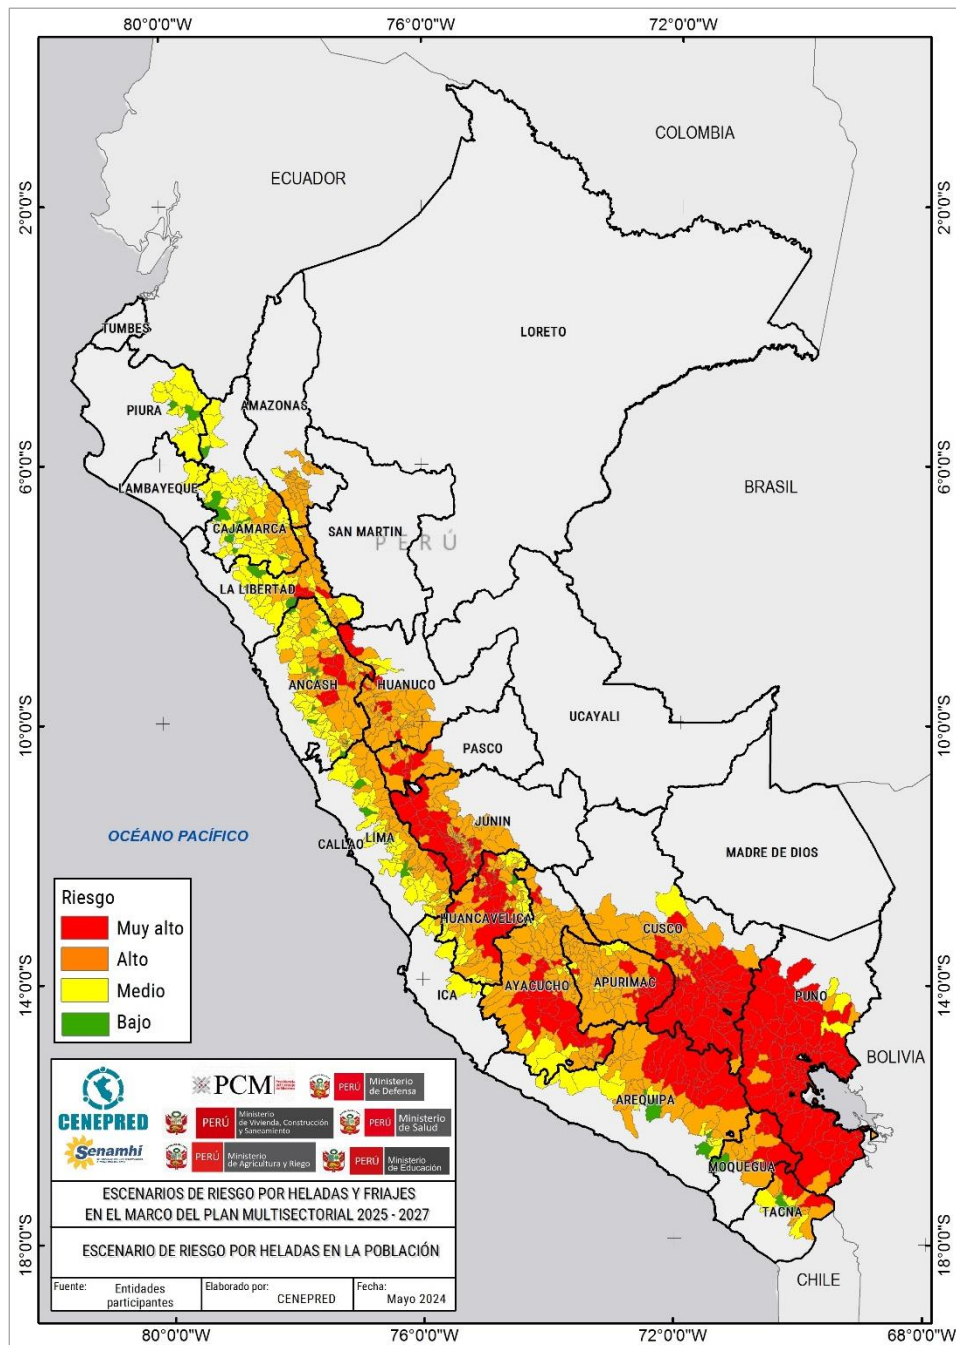 80°0'0"W 76°0'0"W 72°0'0"W
COLOMBIA
ECUADOR
2°0'0"S 2°0'0"S
TUMBES
LORETO
PIURA
AMAZONAS
6°0'0"S 6°0'0"S
LAMBAYEQUE
BRASIL
CAJAMARCA
SAN MARTIN
PERÚ
LA LIBERTAD
ANCASH
HUANUCO
UCAYALI
10°0'0"S 10°0'0"S
PASCO
OCÉANO PACÍFICO
JUNIN
CALLAO
LIMA
MADRE DE DIOS
HUANCAVELICA
CUSCO
14°0'0"S 14°0'0"S
ICA
AYACUCHO
APURIMAC
PUNO
BOLIVIA
AREQUIPA
MOQUEGUA
TACNA
18°0'0"S 18°0'0"S
CHILE
Riesgo
Muy alto
Alto
Medio
Bajo
CENEPRED
PCM
PERÚ Ministerio
de Defensa
PERÚ Ministerio
de Vivienda, Construcción
y Saneamiento
PERÚ Ministerio
de Salud
Senamhi
PERÚ Ministerio
de Agricultura y Riego
PERÚ Ministerio
de Educación
ESCENARIOS DE RIESGO POR HELADAS Y FRIAJES
EN EL MARCO DEL PLAN MULTISECTORIAL 2025 - 2027
ESCENARIO DE RIESGO POR HELADAS EN LA POBLACIÓN
Fuente: Entidades
participantes
Elaborado por:
CENEPRED
Fecha:
Mayo 2024
80°0'0"W 76°0'0"W 72°0'0"W 68°0'0"W